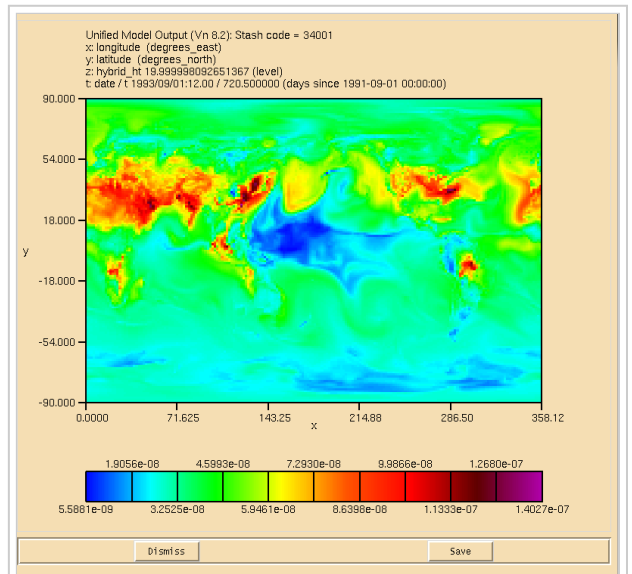 Unified Model Output (Vn 8.2): Stash code = 34001
x: longitude (degrees_east)
y: latitude (degrees_north)
z: hybrid_ht 19.999998092651367 (level)
t: date / t 1993/09/01:12.00 / 720.500000 (days since 1991-09-01 00:00:00)
90.000
54.000
18.000
y
-18.000
-54.000
-90.000
0.0000 71.625 143.25 214.88 286.50 358.12
x
1.9056e-08 4.5993e-08 7.2930e-08 9.9866e-08 1.2680e-07
5.5881e-09 3.2525e-08 5.9461e-08 8.6398e-08 1.1333e-07 1.4027e-07
Dismiss Save